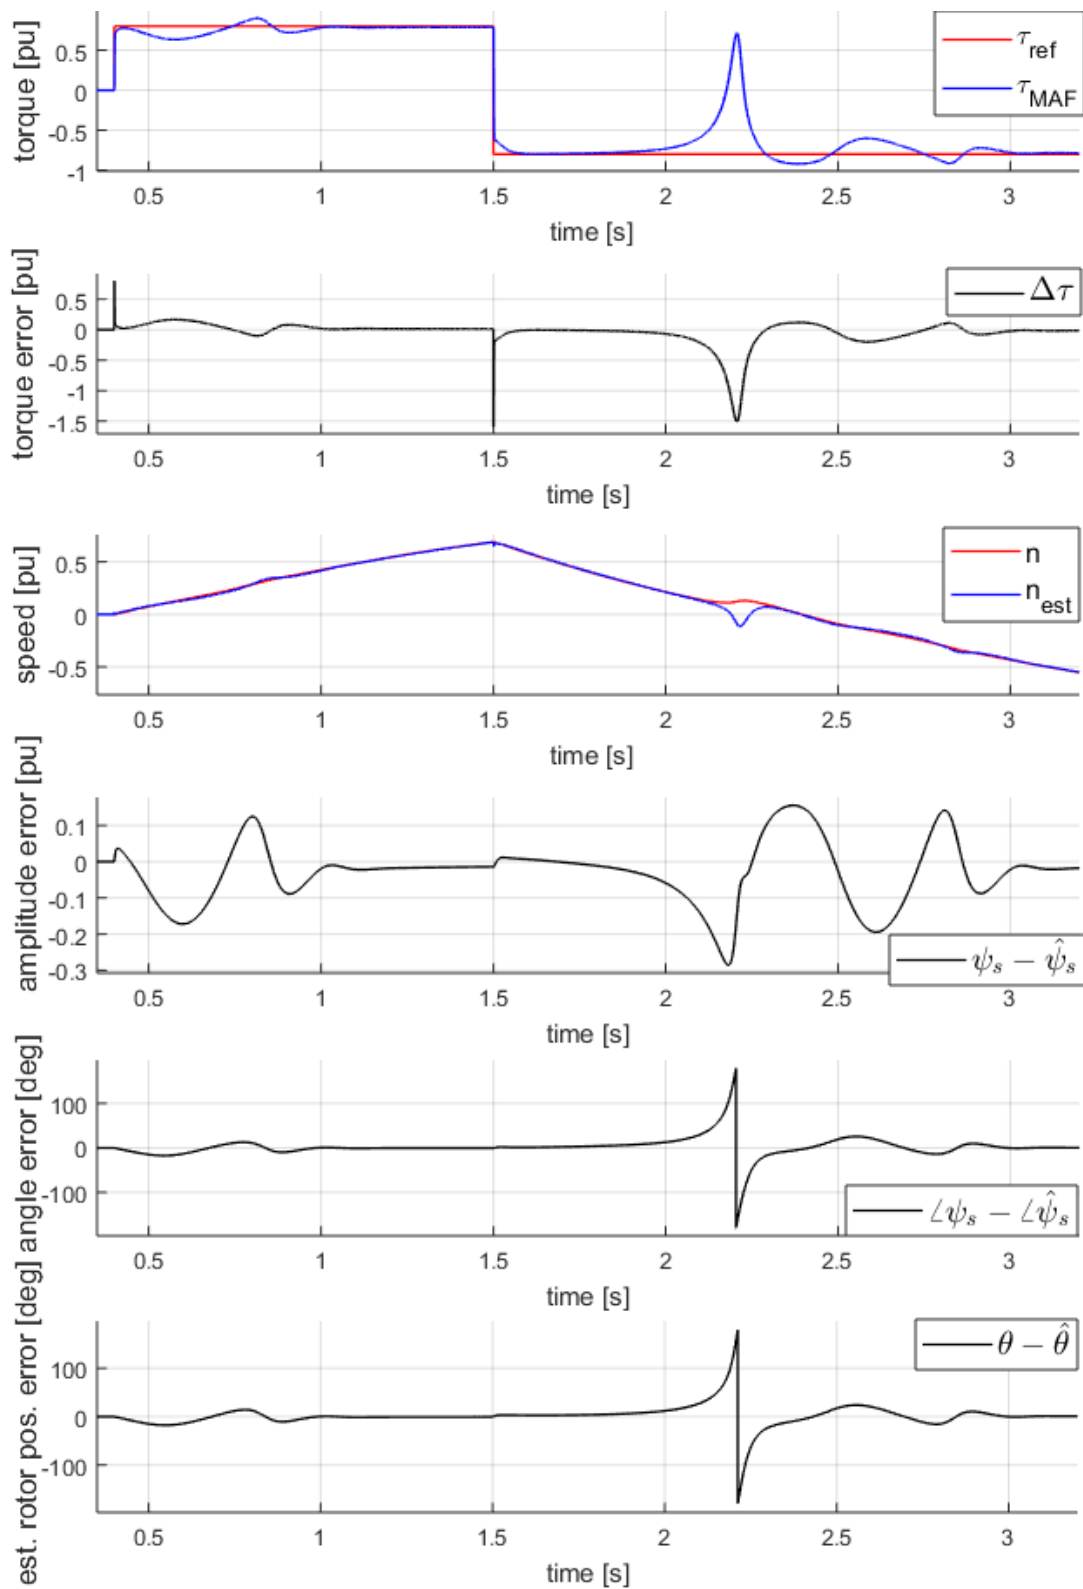 torque [pu]
0.5
0
-0.5
-1
τref
τMAF
0.5 1 1.5 2 2.5 3
time [s]
torque error [pu]
0.5
0
-0.5
-1
-1.5
Δτ
0.5 1 1.5 2 2.5 3
time [s]
speed [pu]
0.5
0
-0.5
n
nest
0.5 1 1.5 2 2.5 3
time [s]
amplitude error [pu]
0.1
0
-0.1
-0.2
-0.3
ψs − ψ̂s
0.5 1 1.5 2 2.5 3
time [s]
angle error [deg]
100
0
-100
∠ψs − ∠ψ̂s
0.5 1 1.5 2 2.5 3
time [s]
est. rotor pos. error [deg]
100
0
-100
θ − θ̂
0.5 1 1.5 2 2.5 3
time [s]